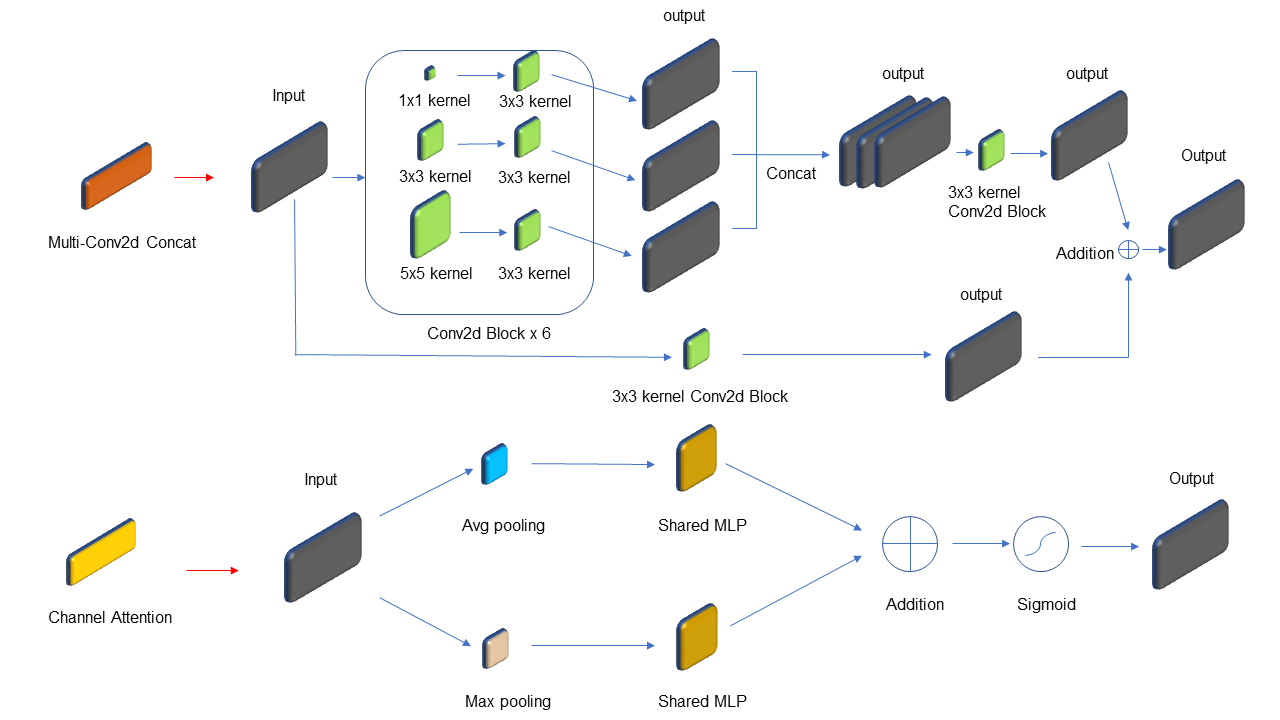 output
Input
1x1 kernel
3x3 kernel
3x3 kernel
3x3 kernel
5x5 kernel
3x3 kernel
Conv2d Block x 6
Multi-Conv2d Concat
Concat
output
3x3 kernel
Conv2d Block
output
Output
Addition
output
3x3 kernel Conv2d Block
Input
Avg pooling
Shared MLP
Output
Channel Attention
Addition
Sigmoid
Max pooling
Shared MLP